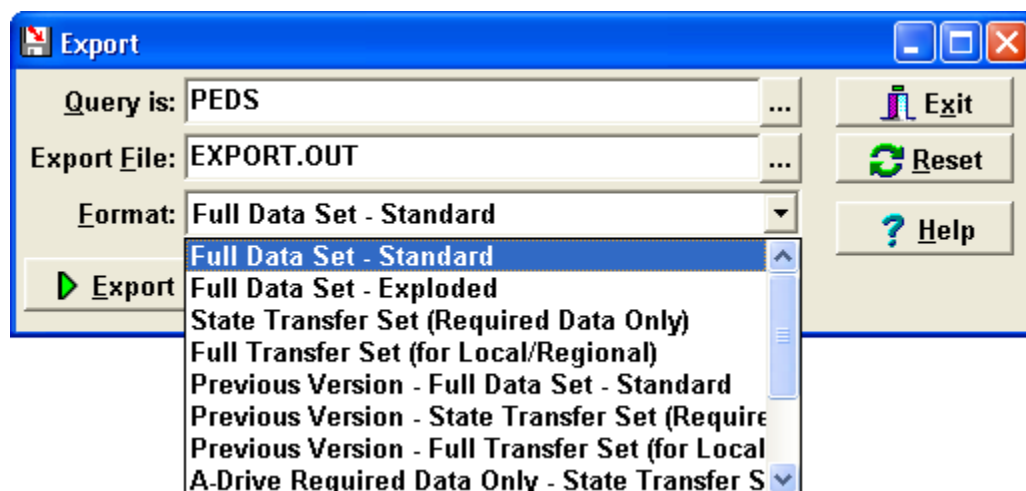 Export
Query is: PEDS ... Exit
Export File: EXPORT.OUT ... Reset
Format: Full Data Set - Standard
Help
Full Data Set - Standard
Export
Full Data Set - Exploded
State Transfer Set (Required Data Only)
Full Transfer Set (for Local/Regional)
Previous Version - Full Data Set - Standard
Previous Version - State Transfer Set (Require
Previous Version - Full Transfer Set (for Local
A-Drive Required Data Only - State Transfer S